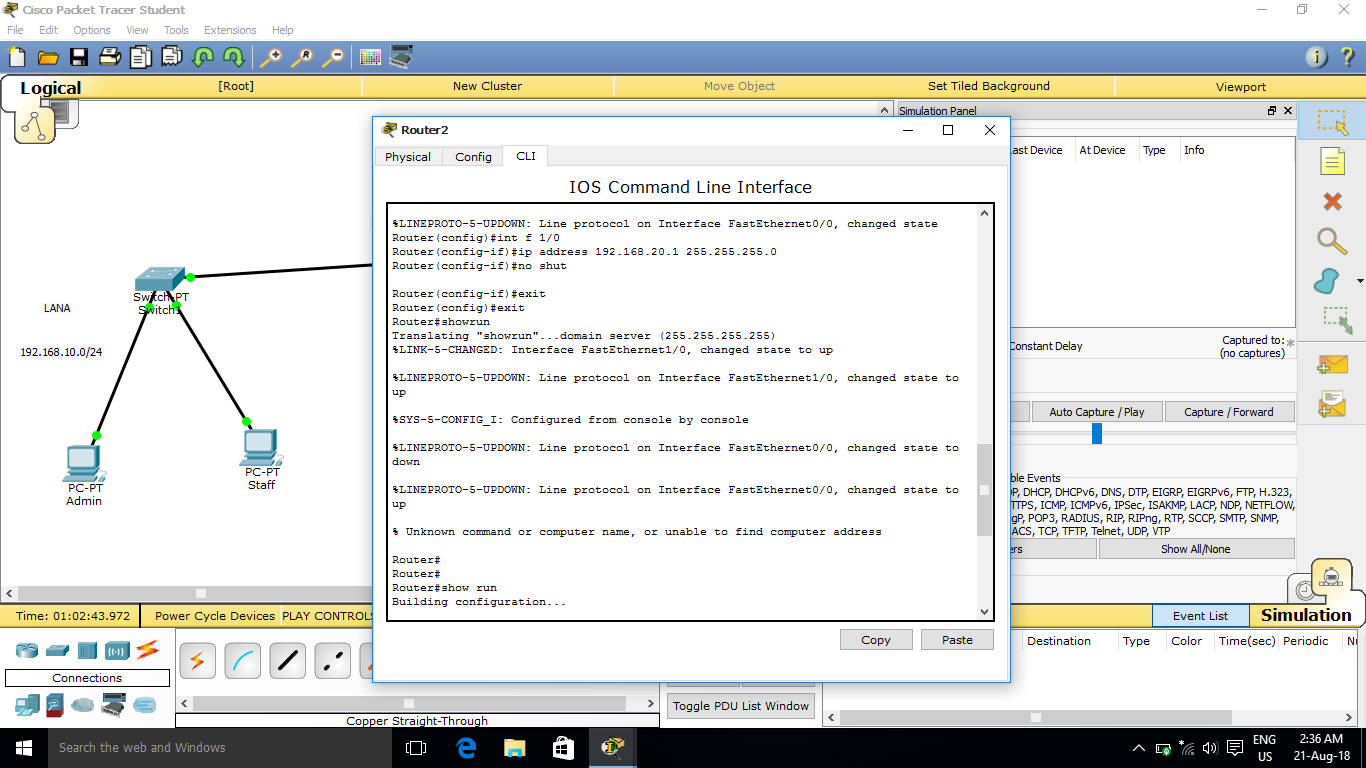 Cisco Packet Tracer Student
File Edit Options View Tools Extensions Help
Logical [Root] New Cluster Move Object Set Tiled Background Viewport
Switch-PT
Switch1
LANA
192.168.10.0/24
PC-PT
Admin
PC-PT
Staff
Router2
Physical Config CLI
IOS Command Line Interface
%LINEPROTO-5-UPDOWN: Line protocol on Interface FastEthernet0/0, changed state
Router(config)#int f 1/0
Router(config-if)#ip address 192.168.20.1 255.255.255.0
Router(config-if)#no shut
Router(config-if)#exit
Router(config)#exit
Router#showrun
Translating "showrun"...domain server (255.255.255.255)
%LINK-5-CHANGED: Interface FastEthernet1/0, changed state to up
%LINEPROTO-5-UPDOWN: Line protocol on Interface FastEthernet1/0, changed state to
up
%SYS-5-CONFIG_I: Configured from console by console
%LINEPROTO-5-UPDOWN: Line protocol on Interface FastEthernet0/0, changed state to
down
%LINEPROTO-5-UPDOWN: Line protocol on Interface FastEthernet0/0, changed state to
up
% Unknown command or computer name, or unable to find computer address
Router#
Router#
Router#show run
Building configuration...
Copy Paste
Simulation Panel
Last Device At Device Type Info
Constant Delay
Captured to:
(no captures)
*
Auto Capture / Play Capture / Forward
Events
DHCP, DHCPv6, DNS, DTP, EIGRP, EIGRPv6, FTP, H.323,
ICMP, ICMPv6, IPSec, ISAKMP, LACP, NDP, NETFLOW,
POP3, RADIUS, RIP, RIPng, RTP, SCCP, SMTP, SNMP,
TCP, TFTP, Telnet, UDP, VTP
Show All/None
Time: 01:02:43.972 Power Cycle Devices PLAY CONTROLS
Event List Simulation
Connections
Copper Straight-Through
Toggle PDU List Window
Destination Type Color Time(sec) Periodic
Search the web and Windows
ENG
US
2:36 AM
21-Aug-18